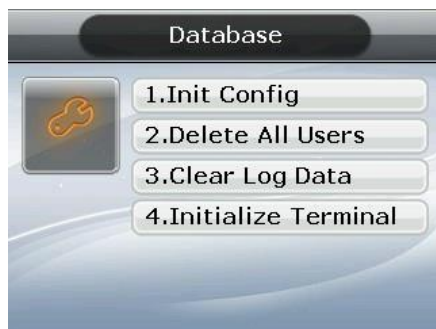 Database
1.Init Config
2.Delete All Users
3.Clear Log Data
4.Initialize Terminal